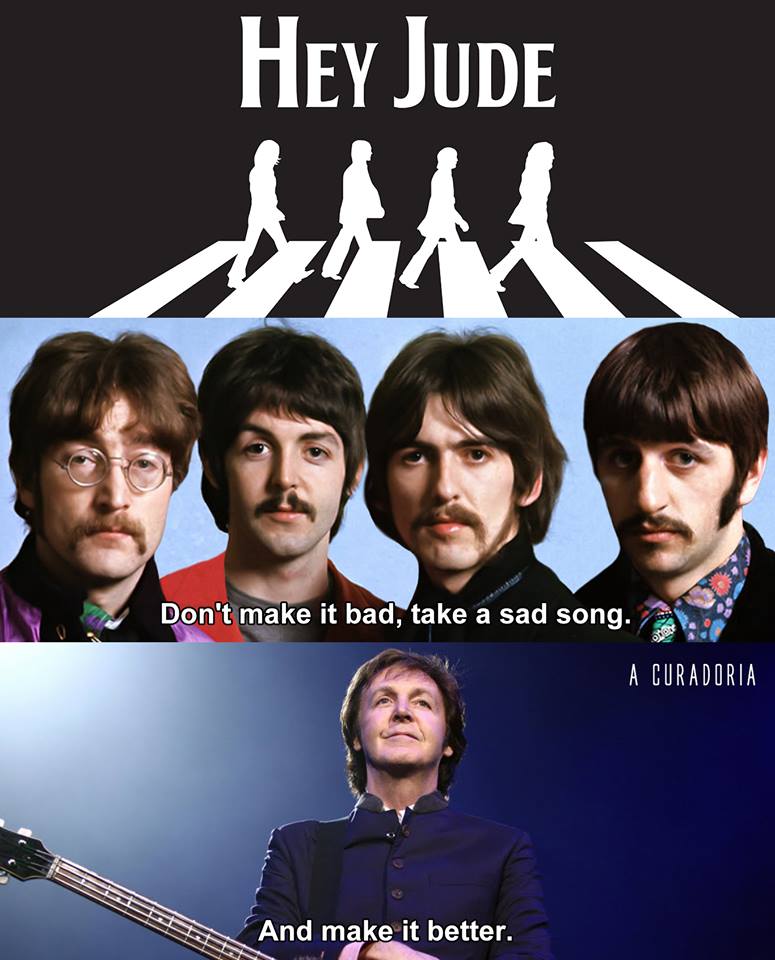 HEY JUDE
Don't make it bad, take a sad song.
A CURADORIA
And make it better.